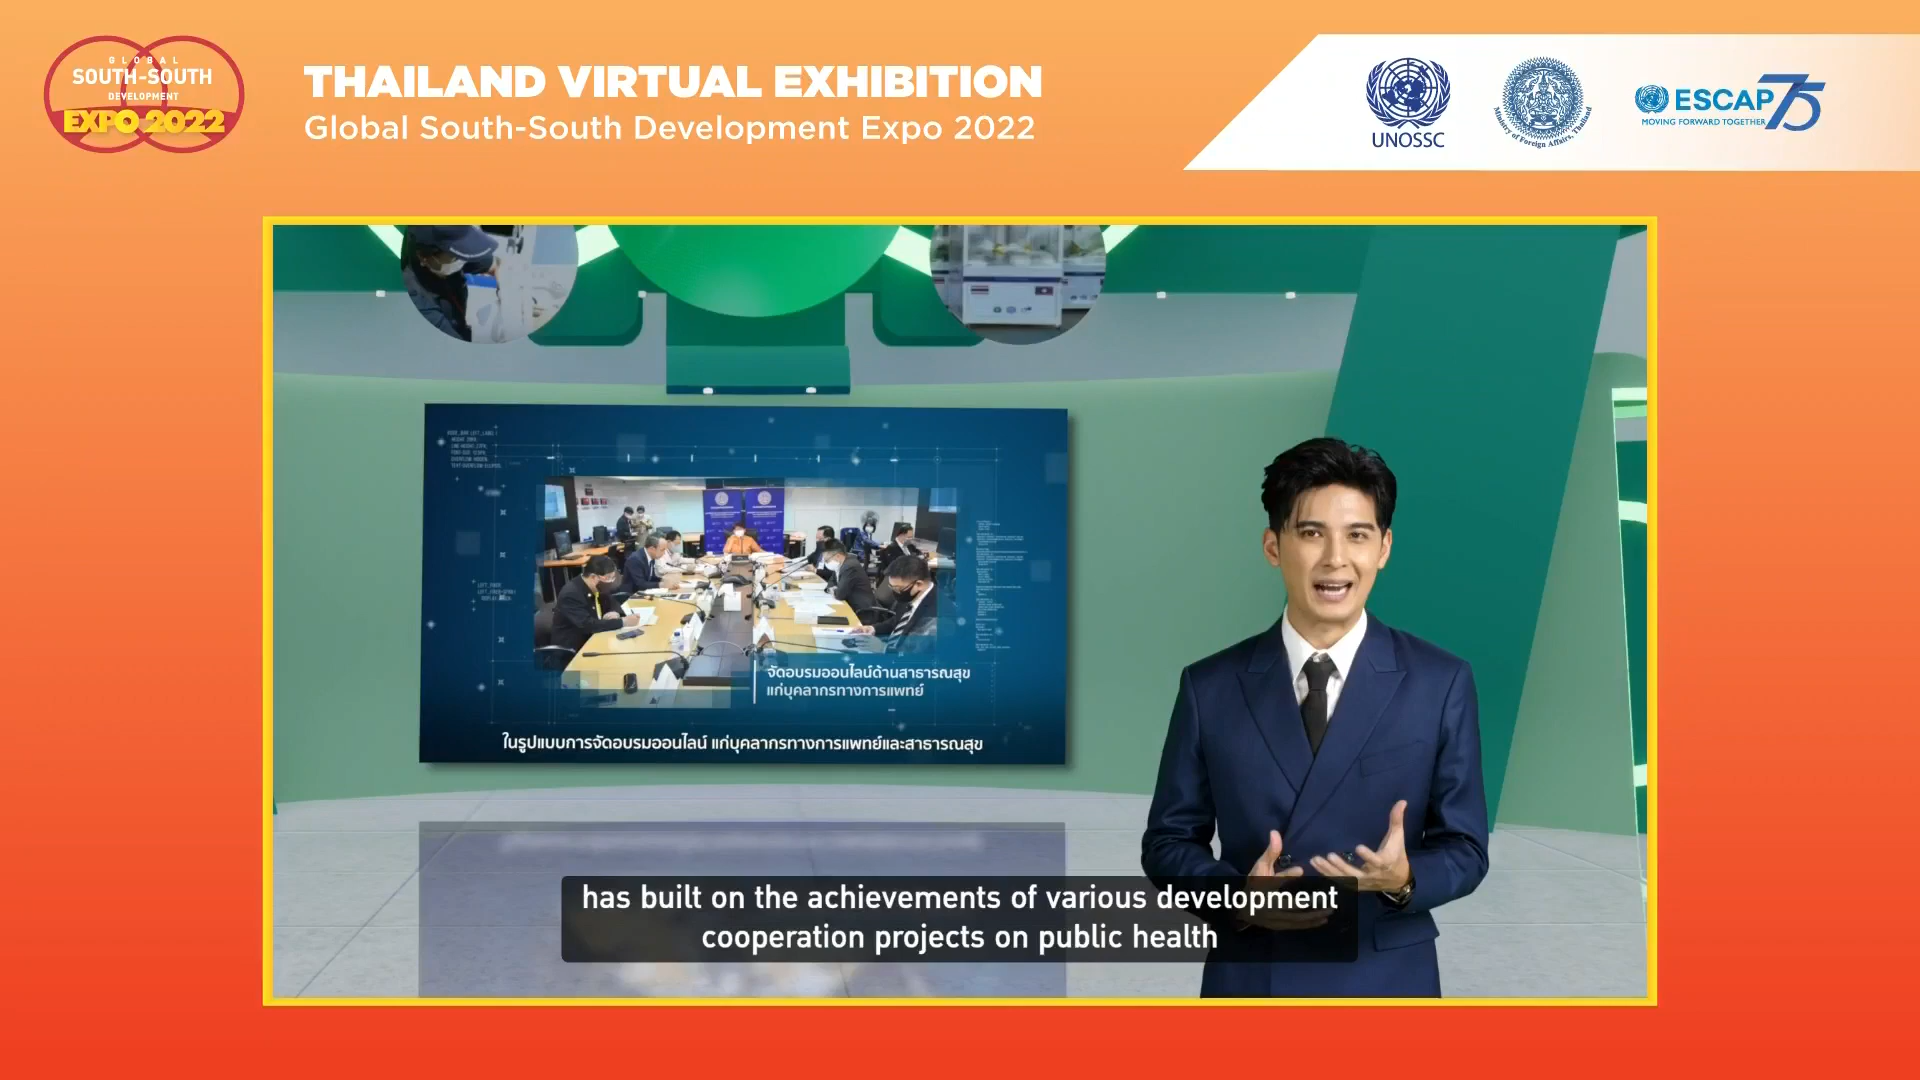 GLOBAL
SOUTH-SOUTH
DEVELOPMENT
EXPO 2022
THAILAND VIRTUAL EXHIBITION
Global South-South Development Expo 2022
UNOSSC
Ministry of Foreign Affairs, Thailand
ESCAP 75
MOVING FORWARD TOGETHER
จัดอบรมออนไลน์ด้านสาธารณสุข
แก่บุคลากรทางการแพทย์
ในรูปแบบการจัดอบรมออนไลน์ แก่บุคลากรทางการแพทย์และสาธารณสุข
has built on the achievements of various development
cooperation projects on public health